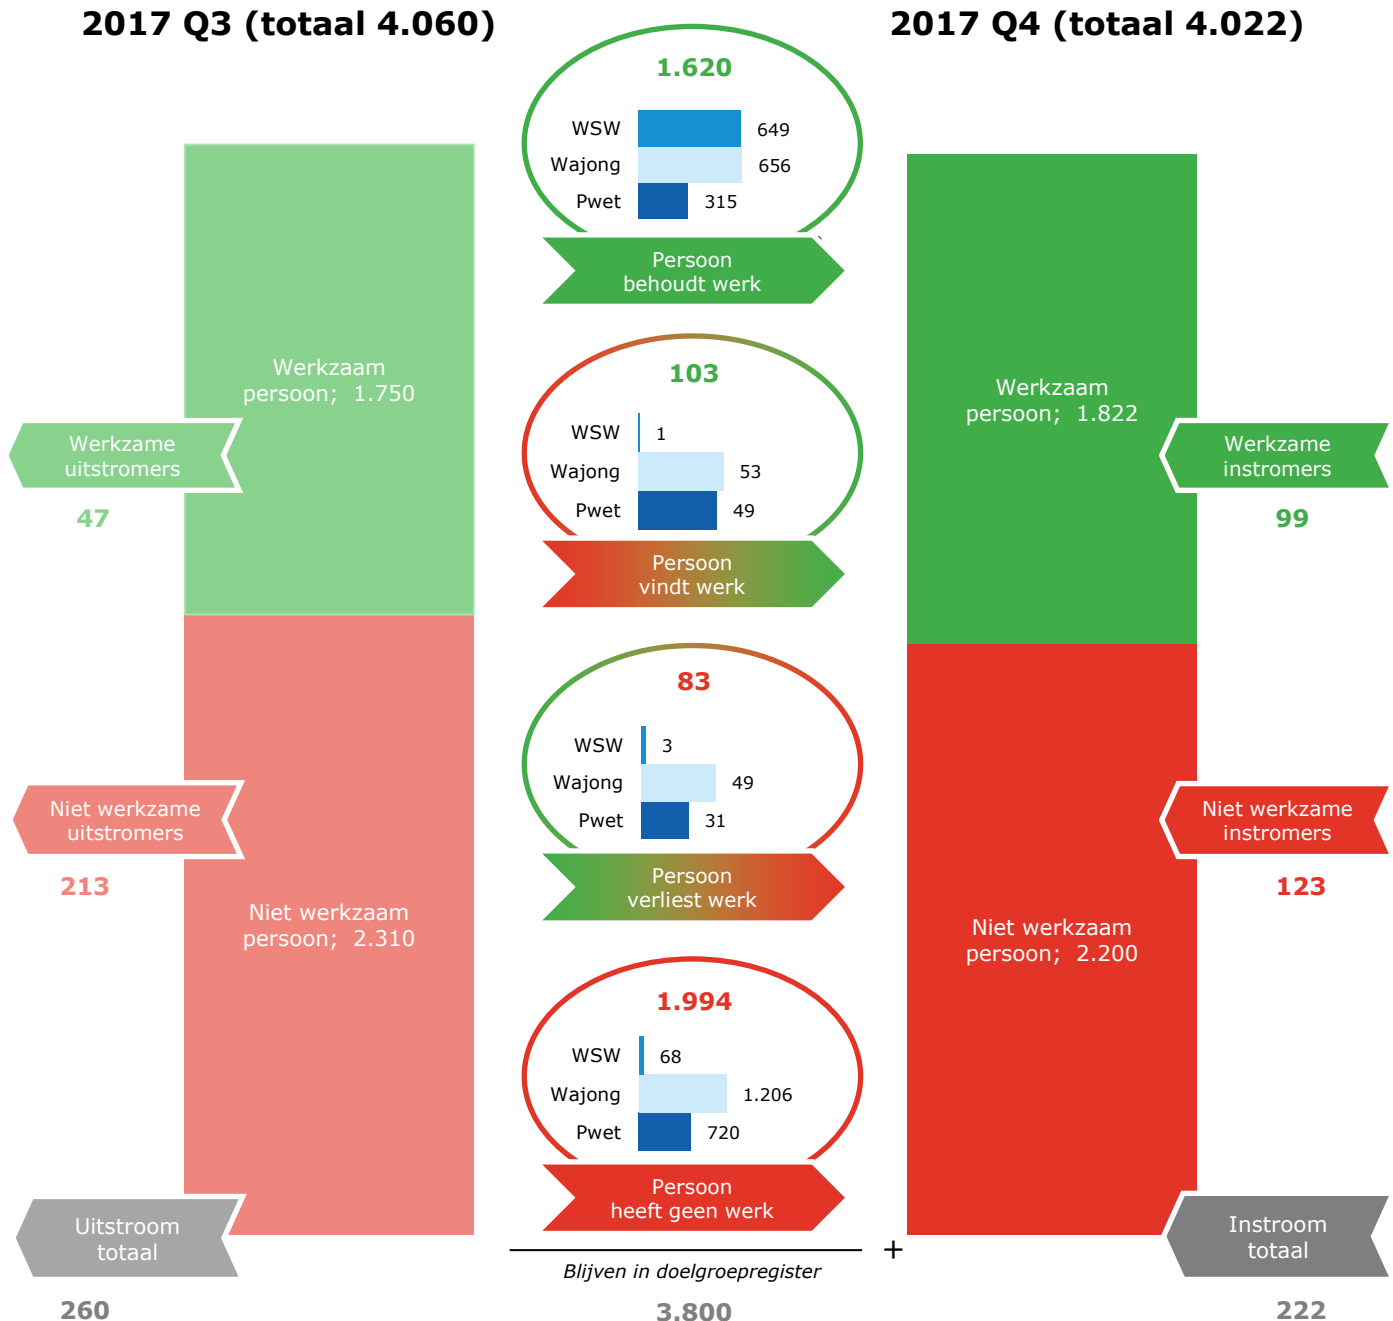 2017 Q3 (totaal 4.060)
2017 Q4 (totaal 4.022)
1.620
WSW 649
Wajong 656
Pwet 315
Persoon
behoudt werk
Werkzaam
persoon; 1.750
Werkzame
uitstromers
47
103
WSW 1
Wajong 53
Pwet 49
Persoon
vindt werk
Werkzaam
persoon; 1.822
Werkzame
instromers
99
83
WSW 3
Wajong 49
Pwet 31
Persoon
verliest werk
Niet werkzame
uitstromers
213
Niet werkzaam
persoon; 2.310
Niet werkzame
instromers
123
Niet werkzaam
persoon; 2.200
1.994
WSW 68
Wajong 1.206
Pwet 720
Persoon
heeft geen werk
Uitstroom
totaal
260
+
Blijven in doelgroepregister
3.800
Instroom
totaal
222